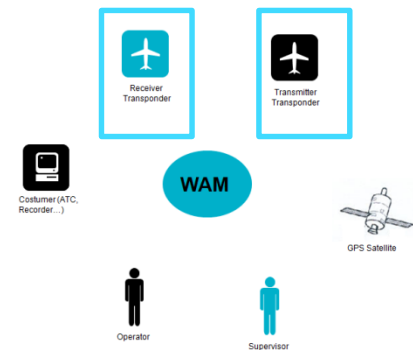 Receiver
Transponder
Transmitter
Transponder
WAM
Costumer (ATC,
Recorder...)
GPS Satellite
Operator
Supervisor